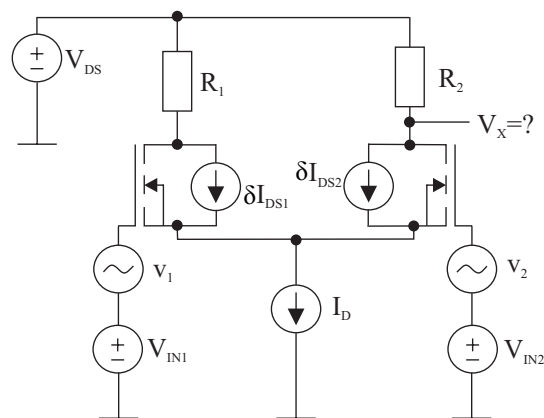 V_DS
R_1
R_2
V_X=?
δI_DS1
δI_DS2
v_1
v_2
I_D
V_IN1
V_IN2